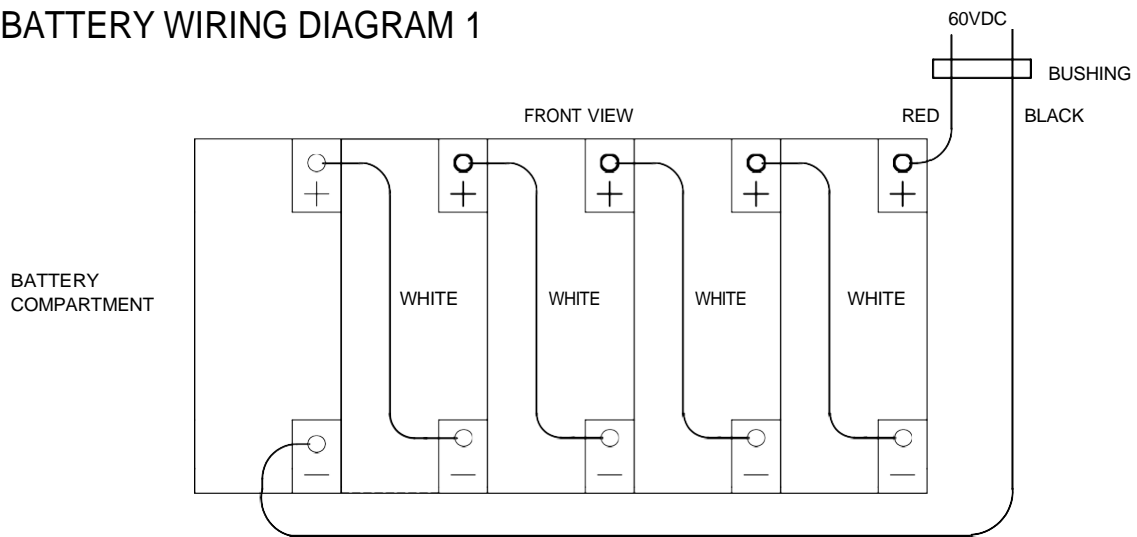 BATTERY WIRING DIAGRAM 1
60VDC
BUSHING
FRONT VIEW
RED
BLACK
+ + + + +
BATTERY
COMPARTMENT
WHITE WHITE WHITE WHITE
− − − − −